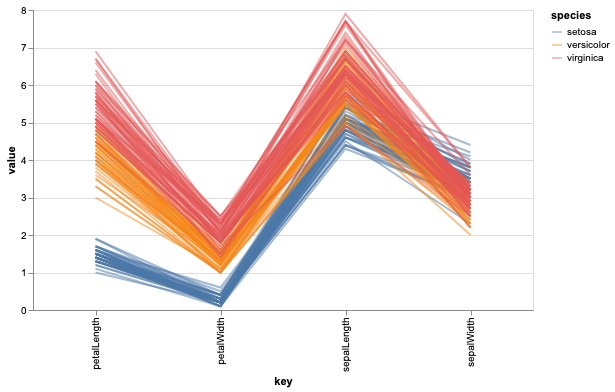 8
7
6
5
4
3
2
1
0
value
petalLength
petalWidth
sepalLength
sepalWidth
key
species
setosa
versicolor
virginica